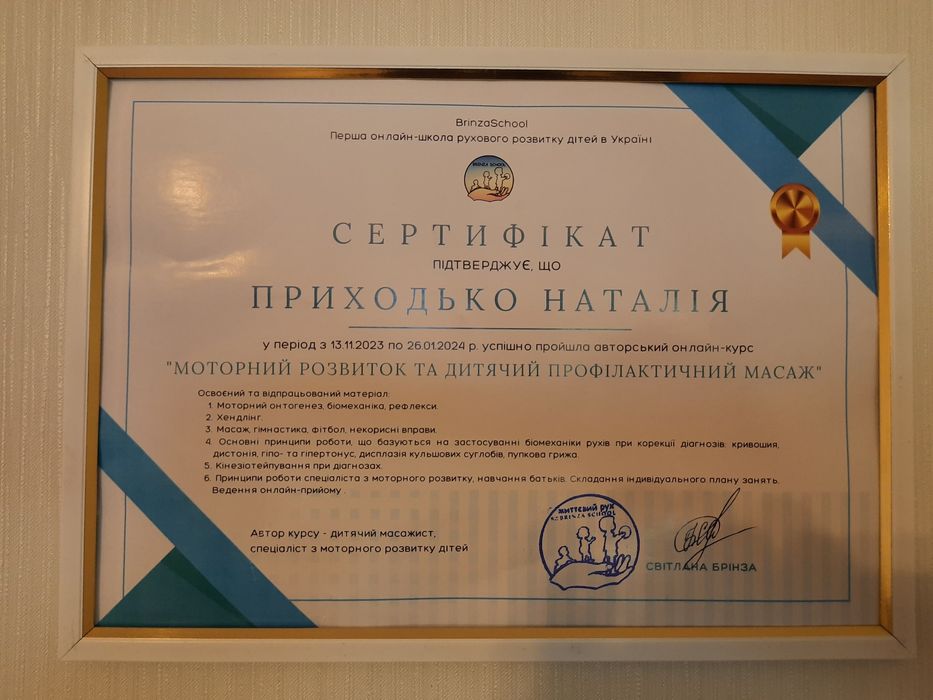 BrinzaSchool
Перша онлайн-школа рухового розвитку дітей в Україні
BRINZA SCHOOL
СЕРТИФІКАТ
ПІДТВЕРДЖУЄ, ЩО
ПРИХОДЬКО НАТАЛІЯ
у період з 13.11.2023 по 26.01.2024 р. успішно пройшла авторський онлайн-курс
"МОТОРНИЙ РОЗВИТОК ТА ДИТЯЧИЙ ПРОФІЛАКТИЧНИЙ МАСАЖ"
Освоєний та відпрацьований матеріал:
1. Моторний онтогенез, біомеханіка, рефлекси.
2. Хендлінг.
3. Масаж, гімнастика, фітбол, некорисні вправи.
4. Основні принципи роботи, що базуються на застосуванні біомеханіки рухів при корекції діагнозів: кривошия,
дистонія, гіпо- та гіпертонус, дисплазія кульшових суглобів, пупкова грижа.
5. Кінезіотейпування при діагнозах.
6. Принципи роботи спеціаліста з моторного розвитку, навчання батьків. Складання індивідуального плану занять.
Ведення онлайн-прийому .
Автор курсу - дитячий масажист,
спеціаліст з моторного розвитку дітей
життєвий рух
BRINZA SCHOOL
СВІТЛАНА БРІНЗА